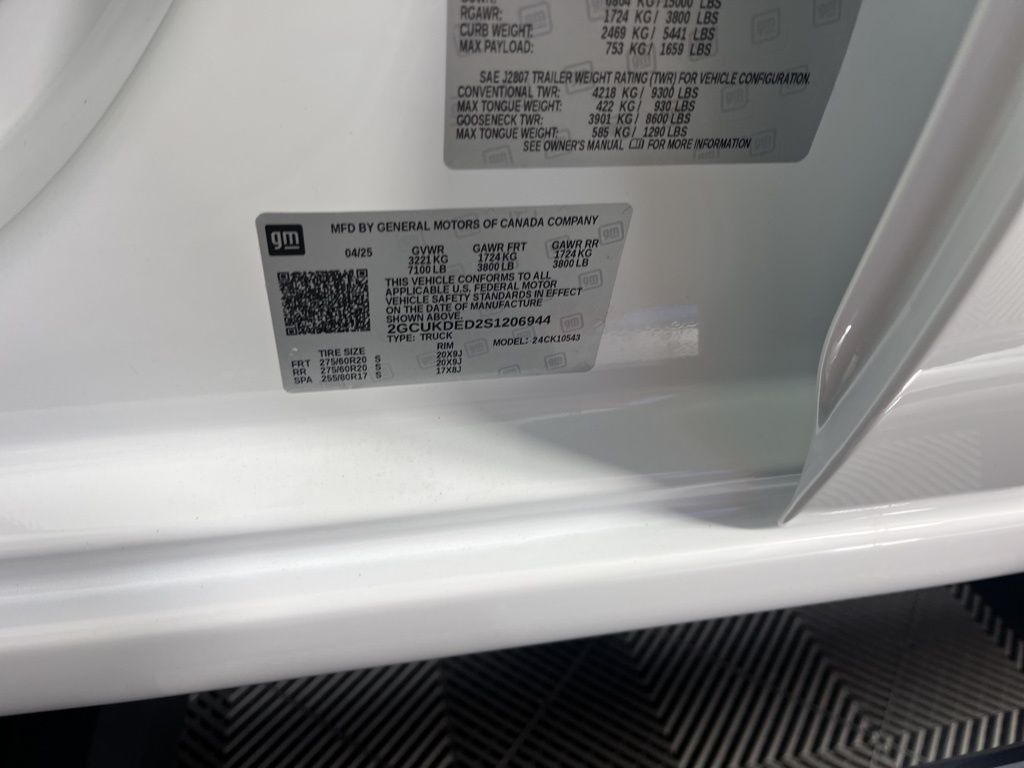 6804 KG/15000 LBS
RGAWR: 1724 KG/ 3800 LBS
CURB WEIGHT: 2469 KG/ 5441 LBS
MAX PAYLOAD: 753 KG/ 1659 LBS
SAE J2807 TRAILER WEIGHT RATING (TWR) FOR VEHICLE CONFIGURATION.
CONVENTIONAL TWR: 4218 KG/ 9300 LBS
MAX TONGUE WEIGHT: 422 KG/ 930 LBS
GOOSENECK TWR: 3901 KG/ 8600 LBS
MAX TONGUE WEIGHT: 585 KG/ 1290 LBS
SEE OWNER'S MANUAL FOR MORE INFORMATION
gm
MFD BY GENERAL MOTORS OF CANADA COMPANY
04/25 GVWR GAWR FRT GAWR RR
3221 KG 1724 KG 1724 KG
7100 LB 3800 LB 3800 LB
THIS VEHICLE CONFORMS TO ALL
APPLICABLE U.S. FEDERAL MOTOR
VEHICLE SAFETY STANDARDS IN EFFECT
ON THE DATE OF MANUFACTURE
SHOWN ABOVE.
2GCUKDED2S1206944
TYPE: TRUCK MODEL: 24CK10543
TIRE SIZE RIM
FRT 275/60R20 S 20X9J
RR 275/60R20 S 20X9J
SPA 255/80R17 S 17X8J